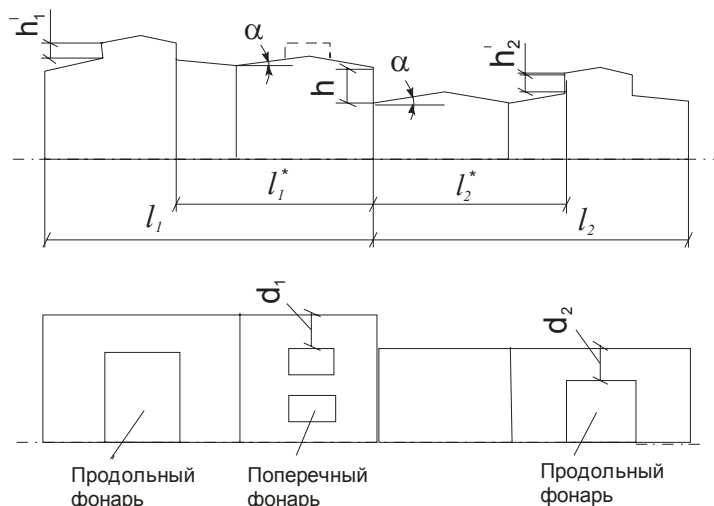 h₁'
α
h
α
h₂'
l₁*
l₂*
l₁
l₂
d₁
d₂
Продольный
фонарь
Поперечный
фонарь
Продольный
фонарь